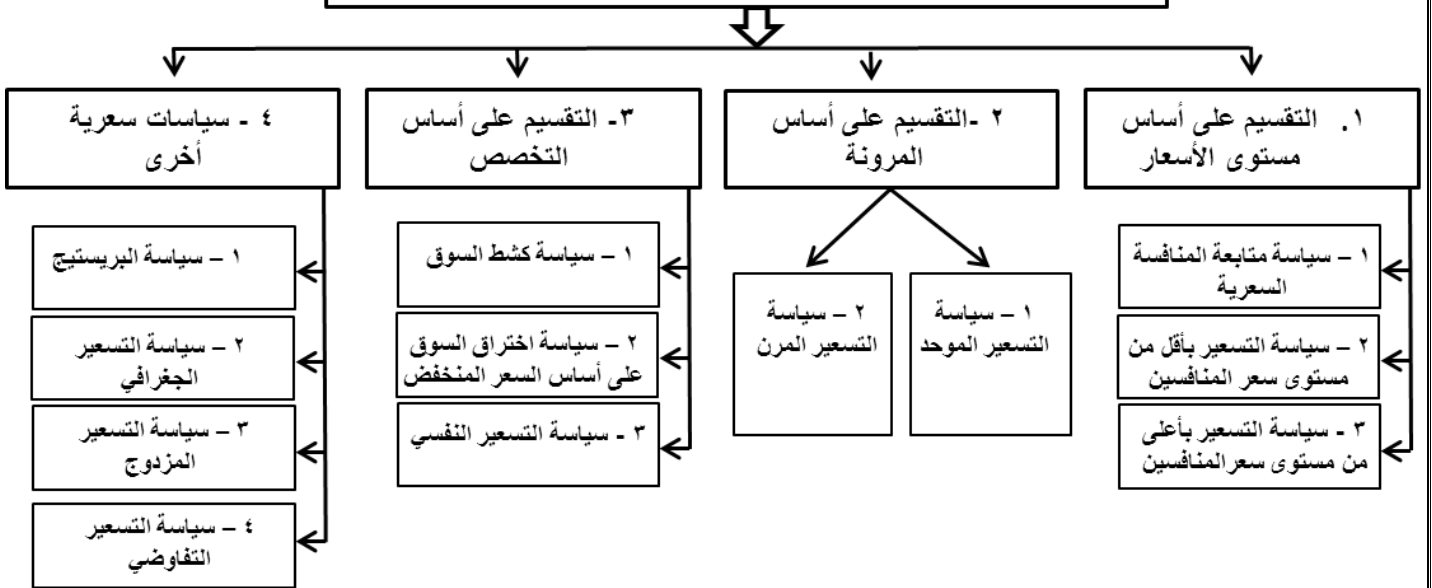 ١. التقسيم على أساس
مستوى الأسعار
١ – سياسة متابعة المنافسة
السعرية
٢ – سياسة التسعير بأقل من
مستوى سعر المنافسين
٣ - سياسة التسعير بأعلى
من مستوى سعرالمنافسين
٢ -التقسيم على أساس
المرونة
١ – سياسة
التسعير الموحد
٢ – سياسة
التسعير المرن
٣- التقسيم على أساس
التخصص
١ – سياسة كشط السوق
٢ – سياسة اختراق السوق
على أساس السعر المنخفض
٣ - سياسة التسعير النفسي
٤ - سياسات سعرية
أخرى
١ – سياسة البريستيج
٢ – سياسة التسعير
الجغرافي
٣ – سياسة التسعير
المزدوج
٤ – سياسة التسعير
التفاوضي